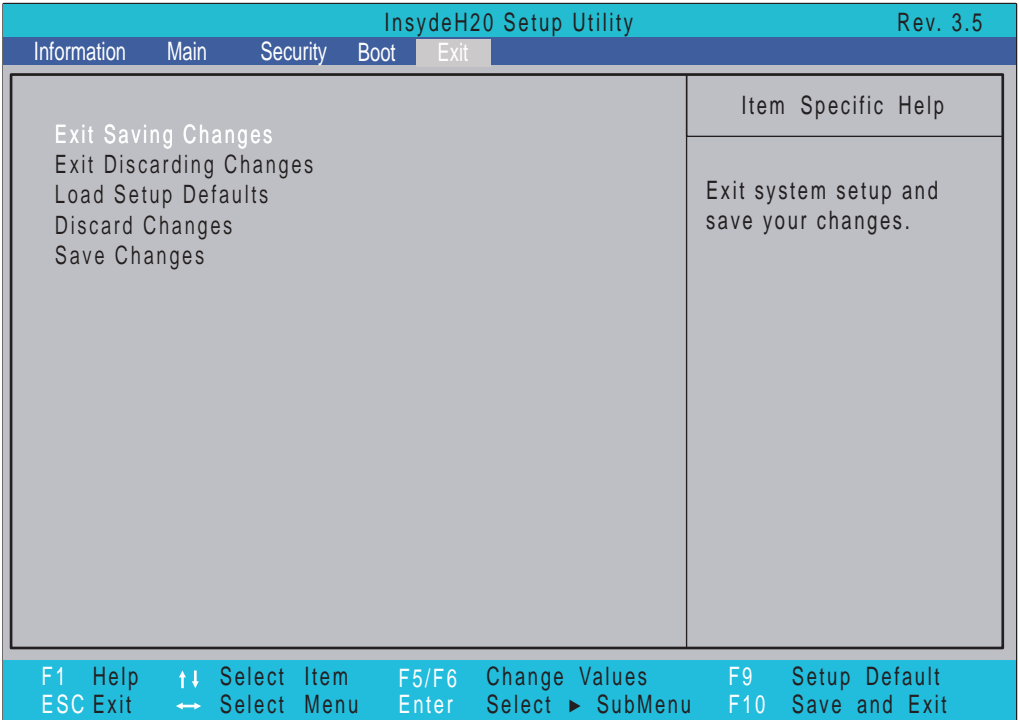 InsydeH20 Setup Utility Rev. 3.5
Information Main Security Boot Exit
Item Specific Help
Exit Saving Changes
Exit Discarding Changes
Load Setup Defaults
Discard Changes
Save Changes
Exit system setup and
save your changes.
F1 Help ↑↓ Select Item F5/F6 Change Values F9 Setup Default
ESC Exit ↔ Select Menu Enter Select ► SubMenu F10 Save and Exit